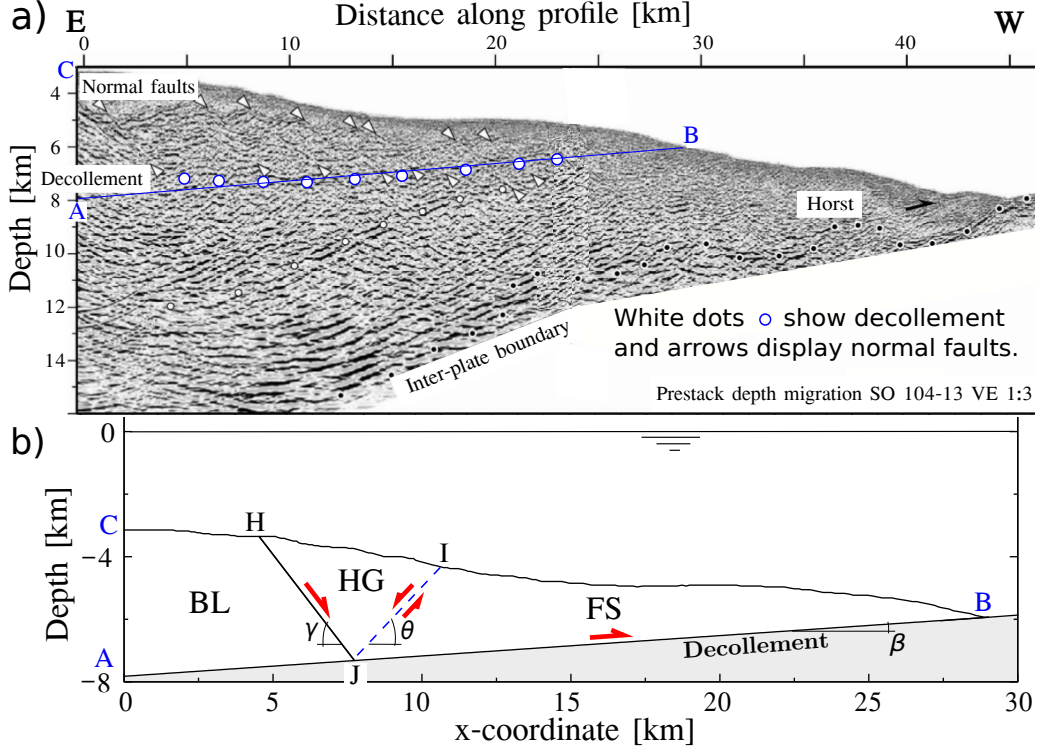 a) E Distance along profile [km] W
0 10 20 30 40
C
Normal faults
4
6
8
10
12
14
Depth [km]
B
Decollement
A
Horst
Inter-plate boundary
White dots o show decollement
and arrows display normal faults.
Prestack depth migration SO 104-13 VE 1:3
b)
0
−4
−8
Depth [km]
C
H
I
HG
BL
FS
B
γ
θ
Decollement
β
A
J
0 5 10 15 20 25 30
x-coordinate [km]